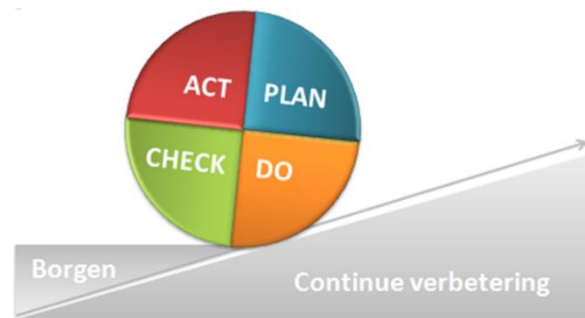 ACT
PLAN
CHECK
DO
Borgen
Continue verbetering